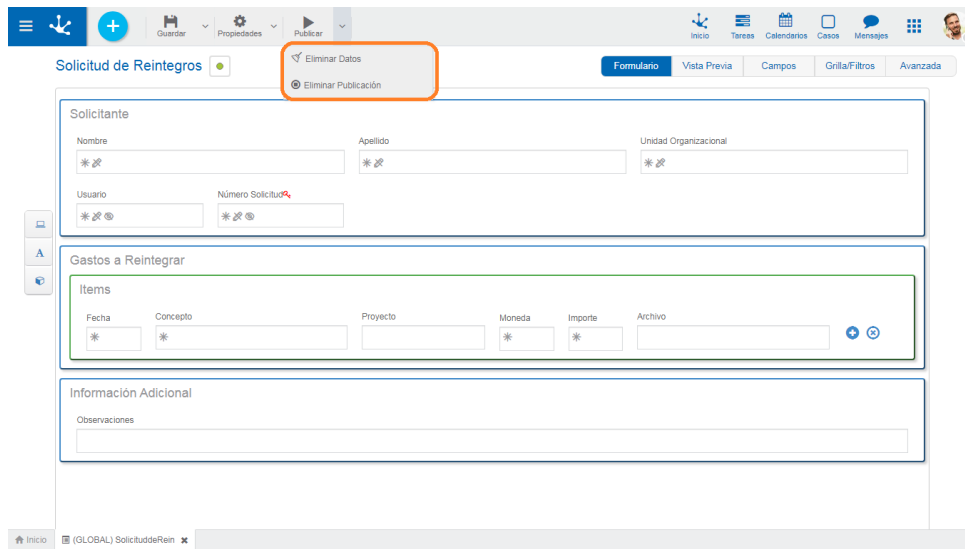 Guardar
Propiedades
Publicar
Inicio
Tareas
Calendarios
Casos
Mensajes
Eliminar Datos
Eliminar Publicación
Solicitud de Reintegros
Formulario
Vista Previa
Campos
Grilla/Filtros
Avanzada
Solicitante
Nombre
Apellido
Unidad Organizacional
Usuario
Número Solicitud
A
Gastos a Reintegrar
Items
Fecha
Concepto
Proyecto
Moneda
Importe
Archivo
Información Adicional
Observaciones
Inicio
(GLOBAL) SolicituddeRein